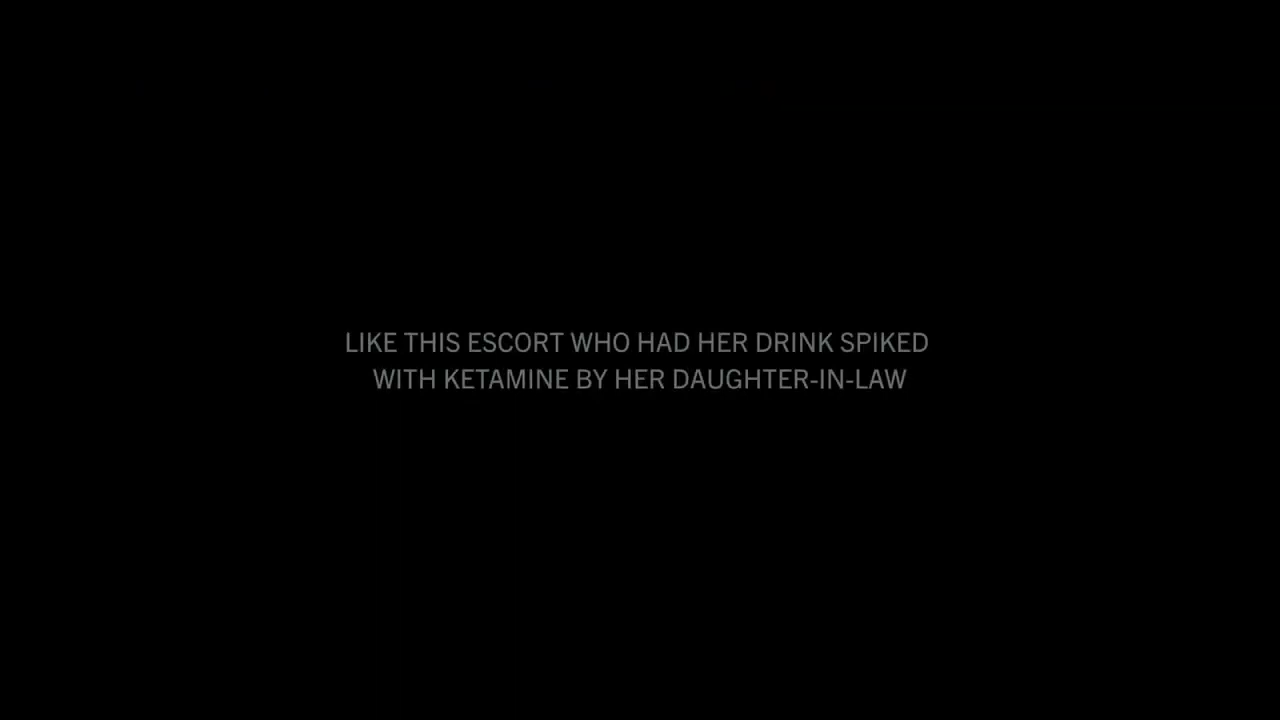 LIKE THIS ESCORT WHO HAD HER DRINK SPIKED
WITH KETAMINE BY HER DAUGHTER-IN-LAW